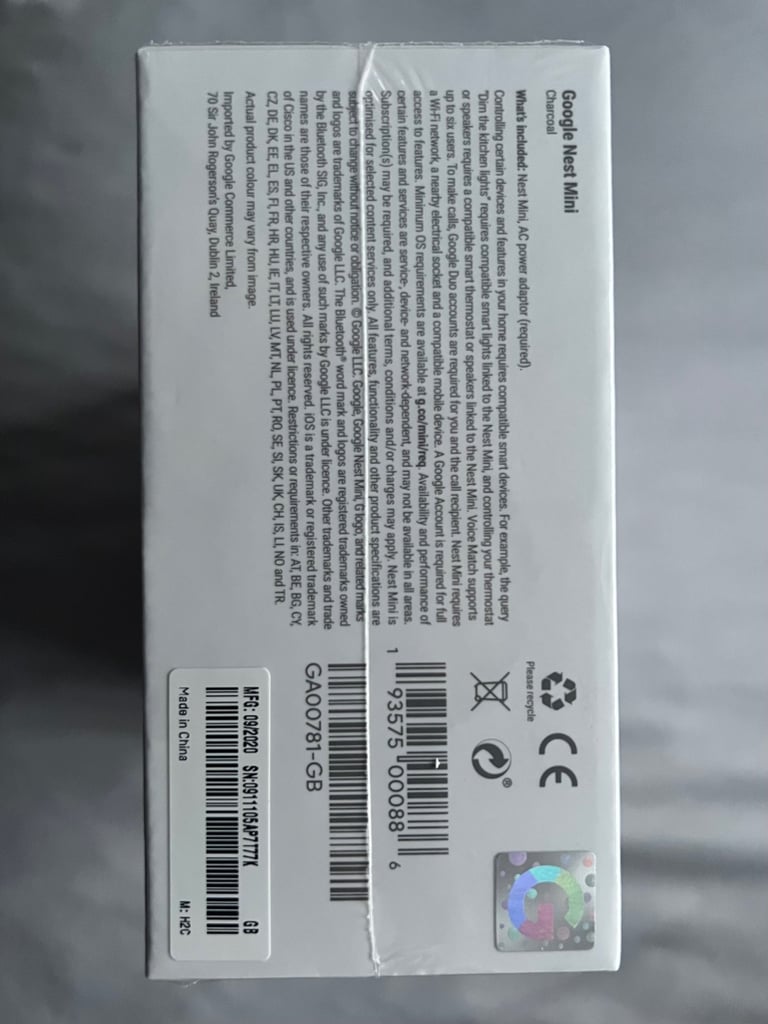 Google Nest Mini
Charcoal
What's included: Nest Mini, AC power adaptor (required).
Controlling certain devices and features in your home requires compatible smart devices. For example, the query
"Dim the kitchen lights" requires compatible smart lights linked to the Nest Mini, and controlling your thermostat
or speakers requires a compatible smart thermostat or speakers linked to the Nest Mini. Voice Match supports
up to six users. To make calls, Google Duo accounts are required for you and the call recipient. Nest Mini requires
a Wi-Fi network, a nearby electrical socket and a compatible mobile device. A Google Account is required for full
access to features. Minimum OS requirements are available at g.co/mini/req. Availability and performance of
certain features and services are service-, device- and network-dependent, and may not be available in all areas.
Subscription(s) may be required, and additional terms, conditions and/or charges may apply. Nest Mini is
optimised for selected content services only. All features, functionality and other product specifications are
subject to change without notice or obligation. © Google LLC. Google, Google Nest Mini, G logo, and related marks
and logos are trademarks of Google LLC. The Bluetooth® word mark and logos are registered trademarks owned
by the Bluetooth SIG, Inc., and any use of such marks by Google LLC is under licence. Other trademarks and trade
names are those of their respective owners. All rights reserved. iOS is a trademark or registered trademark
of Cisco in the US and other countries, and is used under licence. Restrictions or requirements in: AT, BE, BG, CY,
CZ, DE, DK, EE, EL, ES, FI, FR, HR, HU, IE, IT, LT, LU, LV, MT, NL, PL, PT, RO, SE, SI, SK, UK, CH, IS, LI, NO and TR.
Actual product colour may vary from image.
Imported by Google Commerce Limited,
70 Sir John Rogerson's Quay, Dublin 2, Ireland
Please recycle
CE
®
G
1 93575 00088 6
GA00781-GB
MFG: 09/2020 SN:0911105AP7177K GB
Made in China M: H2C